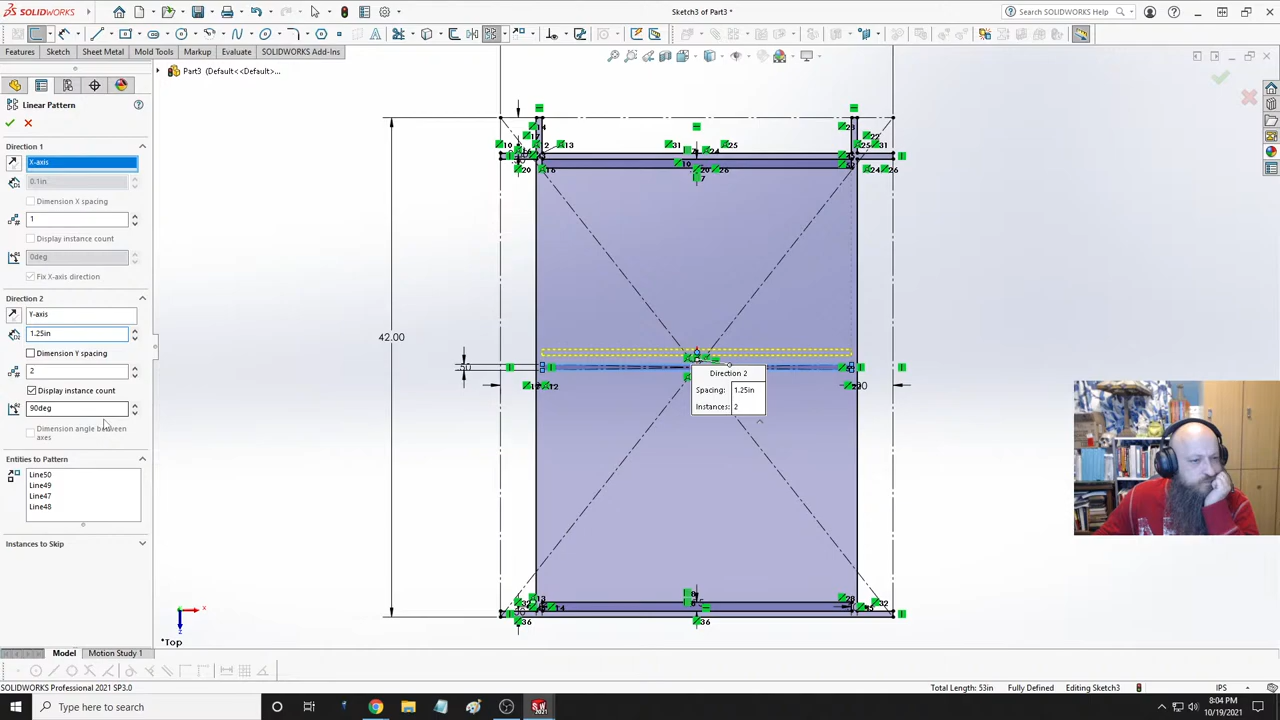 SOLIDWORKS
Sketch3 of Part3 *
Search SOLIDWORKS Help
Features
Sketch
Sheet Metal
Mold Tools
Markup
Evaluate
SOLIDWORKS Add-Ins
Part3 (Default<<Default>...
Linear Pattern
Direction 1
X-axis
0.1in
Dimension X spacing
1
Display instance count
0deg
Fix X-axis direction
Direction 2
Y-axis
1.25in
Dimension Y spacing
2
Display instance count
90deg
Dimension angle between
axes
Entities to Pattern
Line50
Line49
Line47
Line48
Instances to Skip
42.00
.50
Direction 2
Spacing: 1.25in
Instances: 2
*Top
Model
Motion Study 1
SOLIDWORKS Professional 2021 SP3.0
Total Length: 53in
Fully Defined
Editing Sketch3
IPS
Type here to search
8:04 PM
10/19/2021